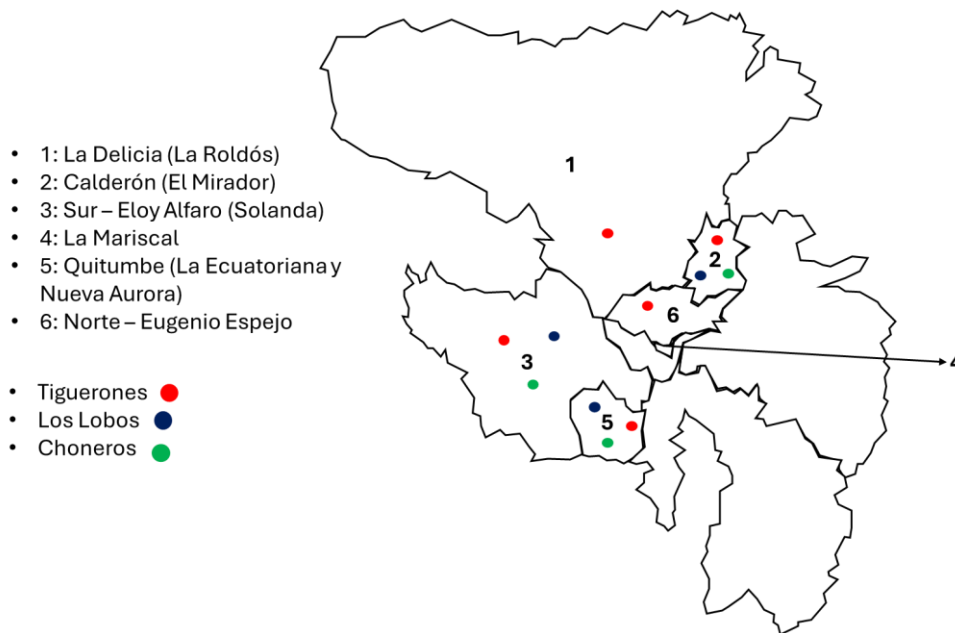 • 1: La Delicia (La Roldós)
• 2: Calderón (El Mirador)
• 3: Sur – Eloy Alfaro (Solanda)
• 4: La Mariscal
• 5: Quitumbe (La Ecuatoriana y
Nueva Aurora)
• 6: Norte – Eugenio Espejo
• Tiguerones
• Los Lobos
• Choneros
1
2
6
3
4
5